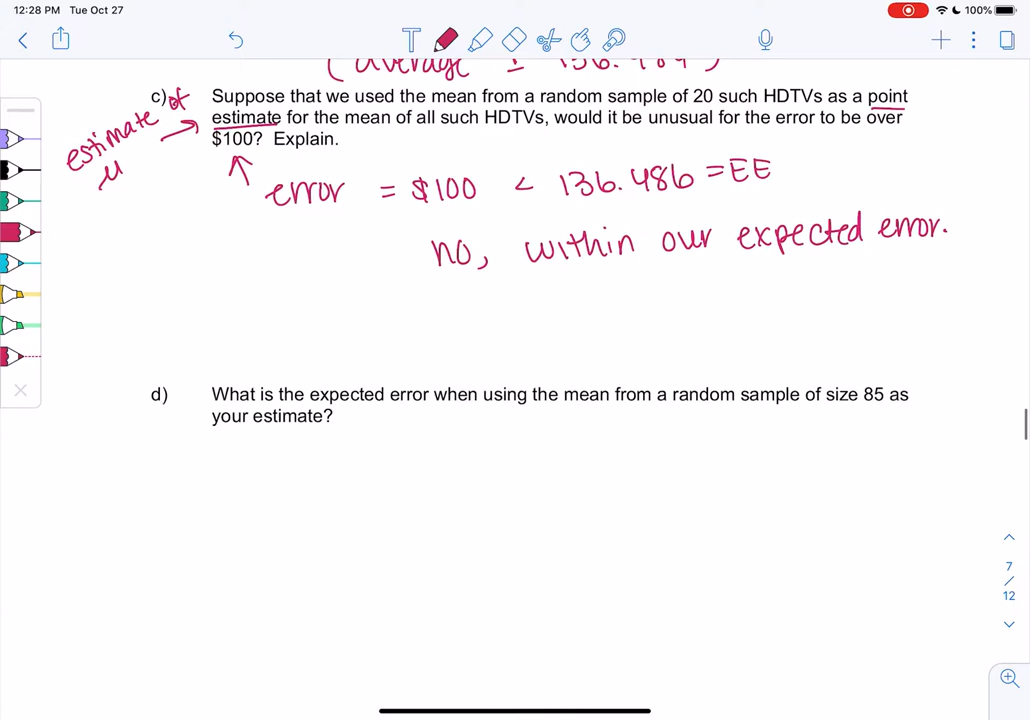 12:28 PM Tue Oct 27
100%
(average ± 136.484)
c) Suppose that we used the mean from a random sample of 20 such HDTVs as a point
estimate for the mean of all such HDTVs, would it be unusual for the error to be over
$100? Explain.
estimate of
μ
error = $100 < 136.486 = EE
no, within our expected error.
d) What is the expected error when using the mean from a random sample of size 85 as
your estimate?
7
/
12